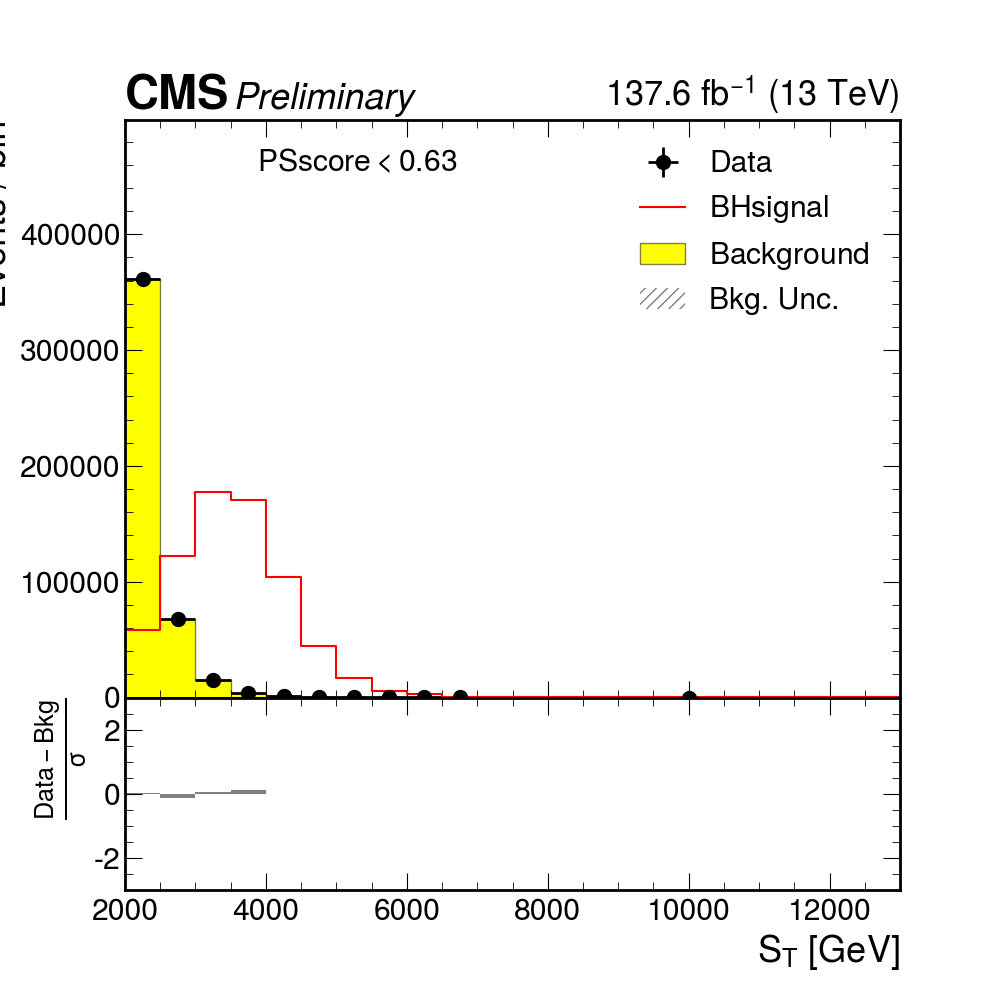 CMS Preliminary
137.6 fb⁻¹ (13 TeV)
PSscore < 0.63
Data
BHsignal
Background
Bkg. Unc.
400000
300000
200000
100000
0
Data − Bkg
σ
2
0
-2
2000 4000 6000 8000 10000 12000
S_T [GeV]